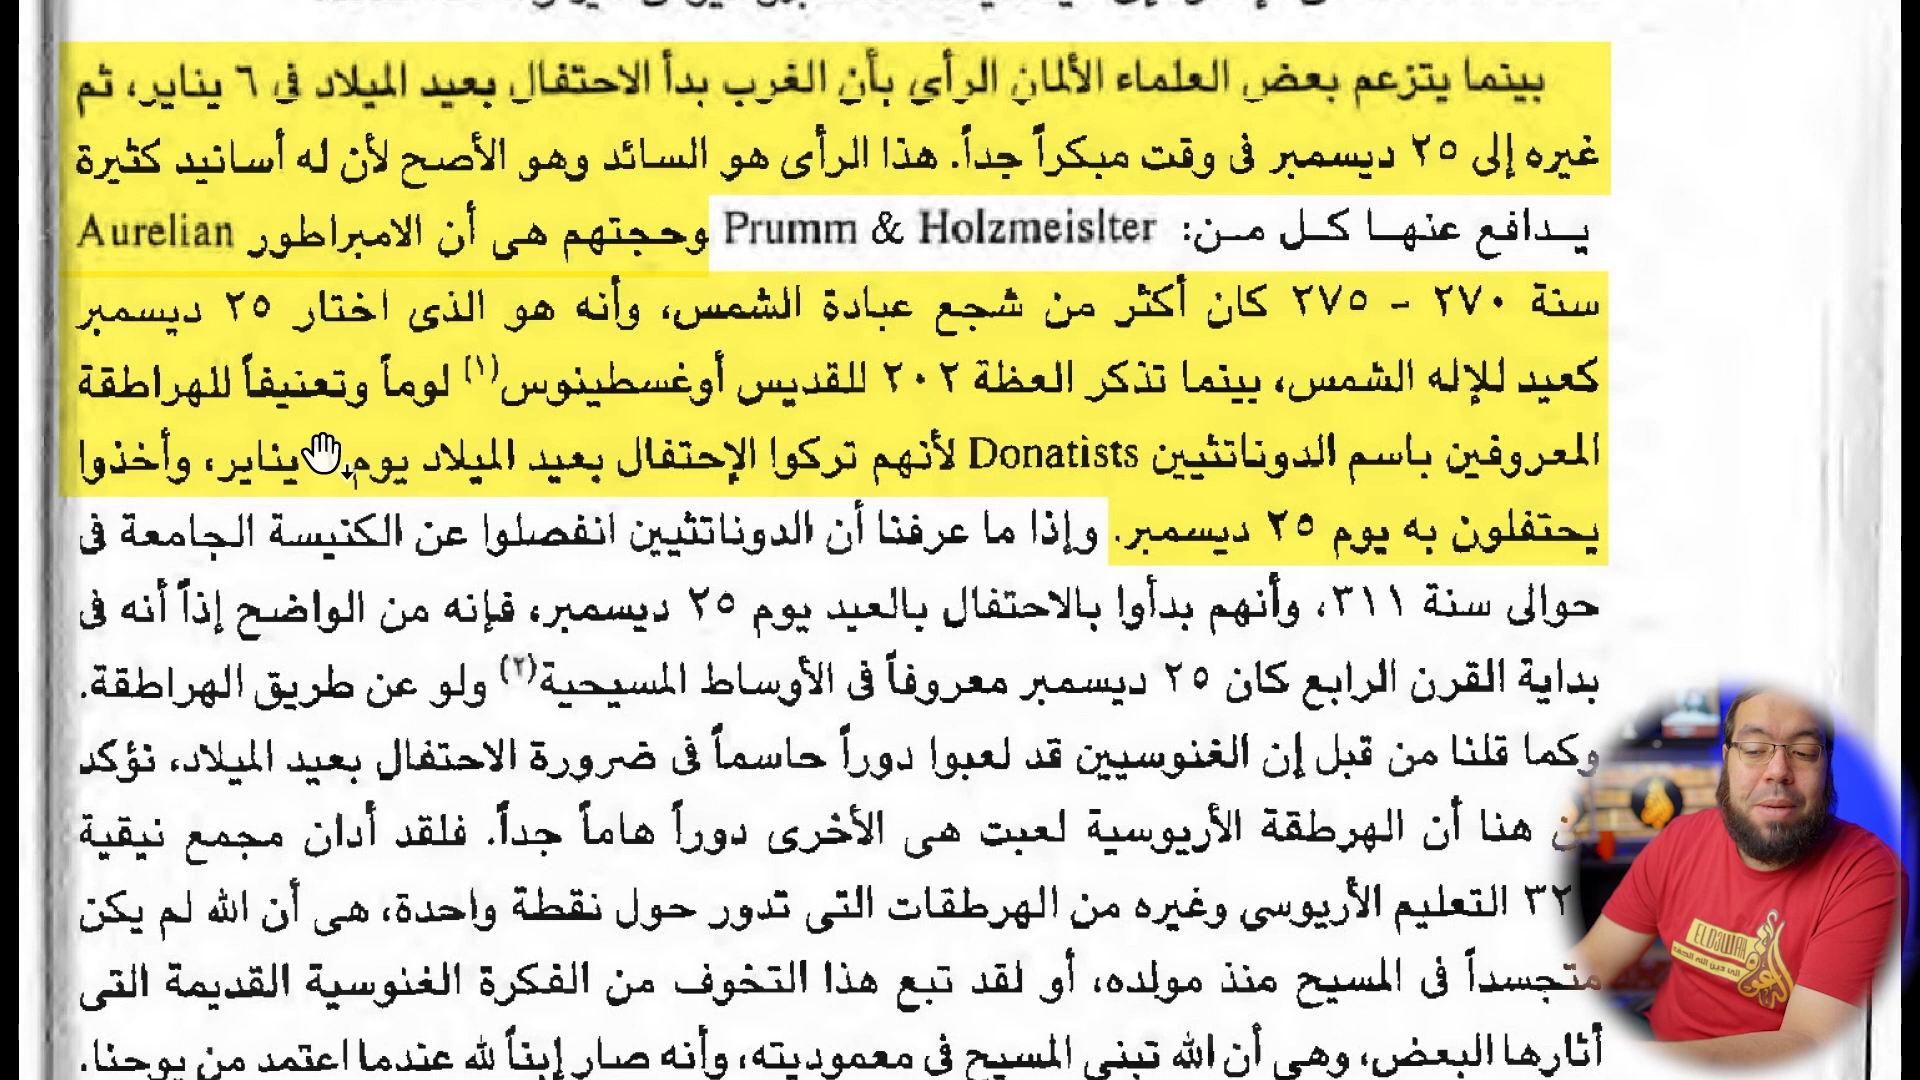 بينما يتزعم بعض العلماء الألمان الرأى بأن الغرب بدأ الاحتفال بعيد الميلاد فى ٦ يناير، ثم
غيره إلى ٢٥ ديسمبر فى وقت مبكراً جداً. هذا الرأى هو السائد وهو الأصح لأن له أسانيد كثيرة
يدافع عنها كل من: Prumm & Holzmeislter وحجتهم هى أن الامبراطور Aurelian
سنة ٢٧٠ - ٢٧٥ كان أكثر من شجع عبادة الشمس، وأنه هو الذى اختار ٢٥ ديسمبر
كعيد للإله الشمس، بينما تذكر العظة ٢٠٢ للقديس أوغسطينوس(١) لوماً وتعنيفاً للهراطقة
المعروفين باسم الدوناتثيين Donatists لأنهم تركوا الإحتفال بعيد الميلاد يوم يناير، وأخذوا
يحتفلون به يوم ٢٥ ديسمبر. وإذا ما عرفنا أن الدوناتثيين انفصلوا عن الكنيسة الجامعة فى
حوالى سنة ٣١١، وأنهم بدأوا بالاحتفال بالعيد يوم ٢٥ ديسمبر، فإنه من الواضح إذاً أنه فى
بداية القرن الرابع كان ٢٥ ديسمبر معروفاً فى الأوساط المسيحية(٢) ولو عن طريق الهراطقة.
وكما قلنا من قبل إن الغنوسيين قد لعبوا دوراً حاسماً فى ضرورة الاحتفال بعيد الميلاد، نؤكد
هنا أن الهرطقة الأريوسية لعبت هى الأخرى دوراً هاماً جداً. فلقد أدان مجمع نيقية
التعليم الأريوسى وغيره من الهرطقات التى تدور حول نقطة واحدة، هى أن الله لم يكن
متجسداً فى المسيح منذ مولده، أو لقد تبع هذا التخوف من الفكرة الغنوسية القديمة التى
أثارها البعض، وهى أن الله تبنى المسيح فى معموديته، وأنه صار إبناً لله عندما اعتمد من يوحنا.
ELDA3WAH